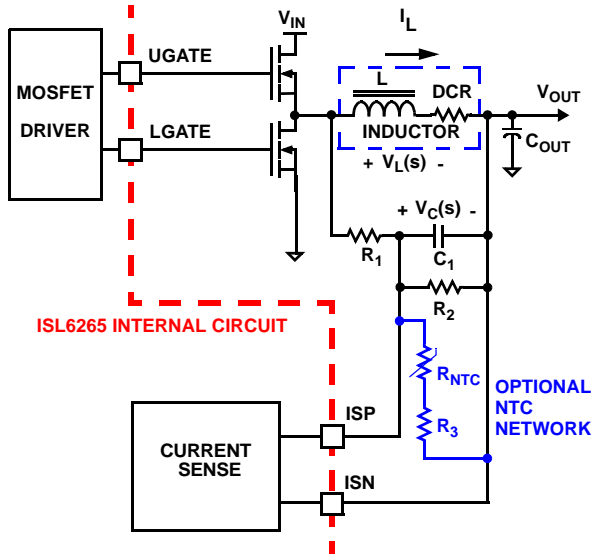 V_IN
I_L
UGATE
L
DCR
V_OUT
MOSFET
DRIVER
LGATE
INDUCTOR
C_OUT
+ V_L(s) -
+ V_C(s) -
R_1
C_1
R_2
ISL6265 INTERNAL CIRCUIT
R_NTC
OPTIONAL
NTC
NETWORK
R_3
ISP
CURRENT
SENSE
ISN